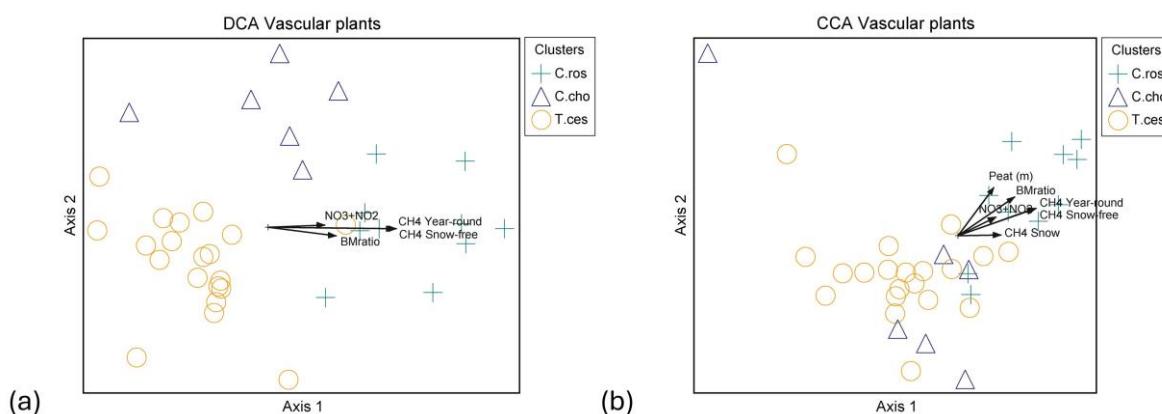 DCA Vascular plants
Clusters
C.ros
C.cho
T.ces
NO3+NO2
CH4 Year-round
CH4 Snow-free
BMratio
Axis 2
Axis 1
(a)
CCA Vascular plants
Clusters
C.ros
C.cho
T.ces
Peat (m)
BMratio
NO3+NO2
CH4 Year-round
CH4 Snow-free
CH4 Snow
Axis 2
Axis 1
(b)